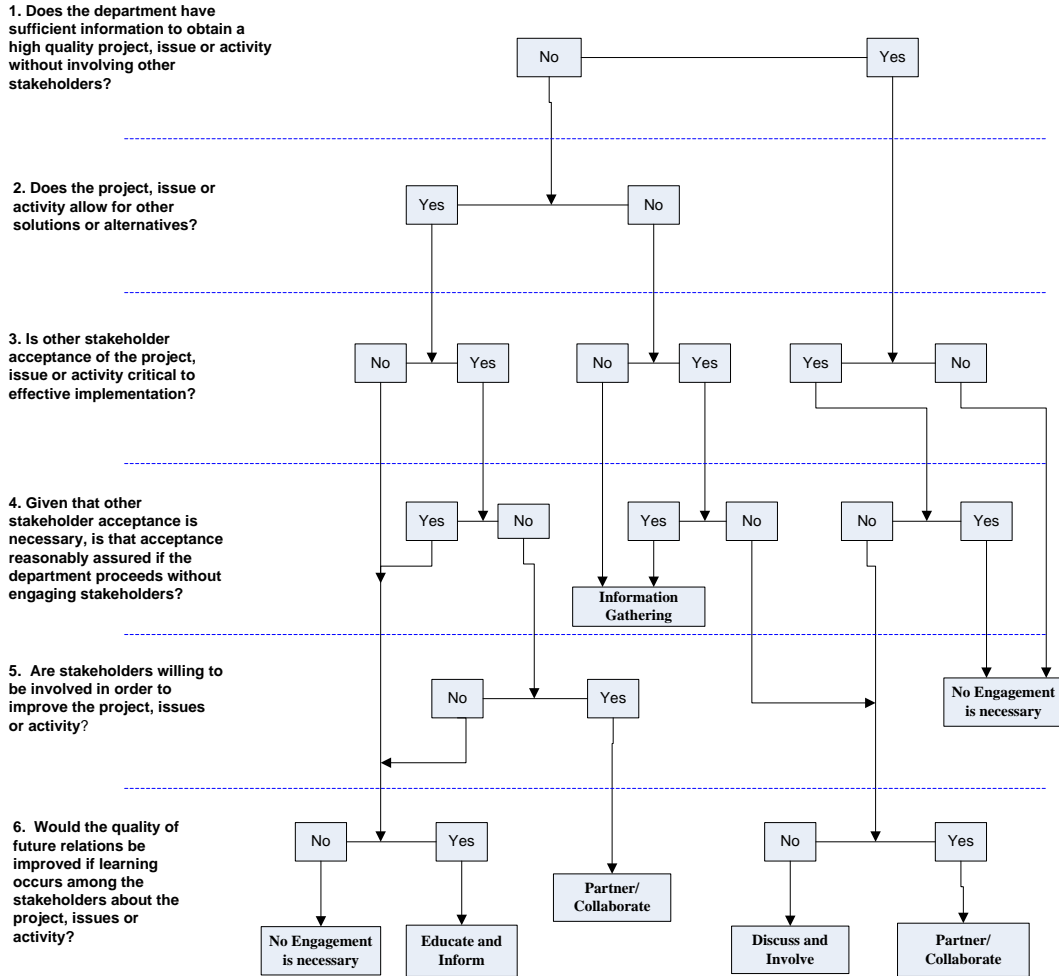 1. Does the department have
sufficient information to obtain a
high quality project, issue or activity
without involving other
stakeholders?
No
Yes
2. Does the project, issue or
activity allow for other
solutions or alternatives?
Yes
No
3. Is other stakeholder
acceptance of the project,
issue or activity critical to
effective implementation?
No
Yes
No
Yes
Yes
No
4. Given that other
stakeholder acceptance is
necessary, is that acceptance
reasonably assured if the
department proceeds without
engaging stakeholders?
Yes
No
Yes
No
No
Yes
Information
Gathering
5. Are stakeholders willing to
be involved in order to
improve the project, issues
or activity?
No
Yes
No Engagement
is necessary
6. Would the quality of
future relations be
improved if learning
occurs among the
stakeholders about the
project, issues or
activity?
No
Yes
No
Yes
Partner/
Collaborate
No Engagement
is necessary
Educate and
Inform
Discuss and
Involve
Partner/
Collaborate